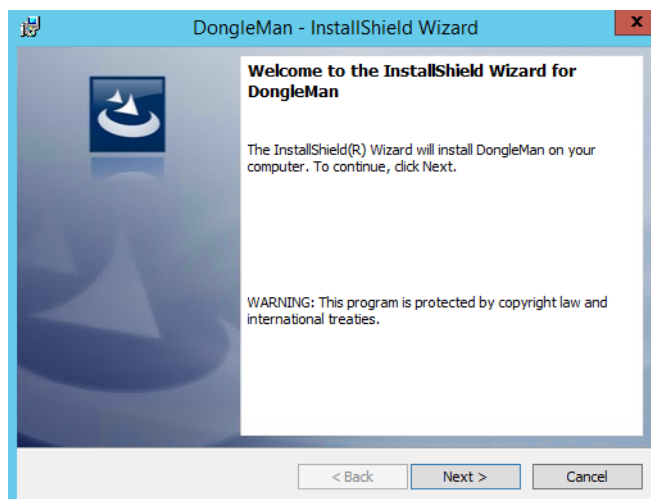 DongleMan - InstallShield Wizard
x
Welcome to the InstallShield Wizard for
DongleMan
The InstallShield(R) Wizard will install DongleMan on your
computer. To continue, click Next.
WARNING: This program is protected by copyright law and
international treaties.
< Back
Next >
Cancel